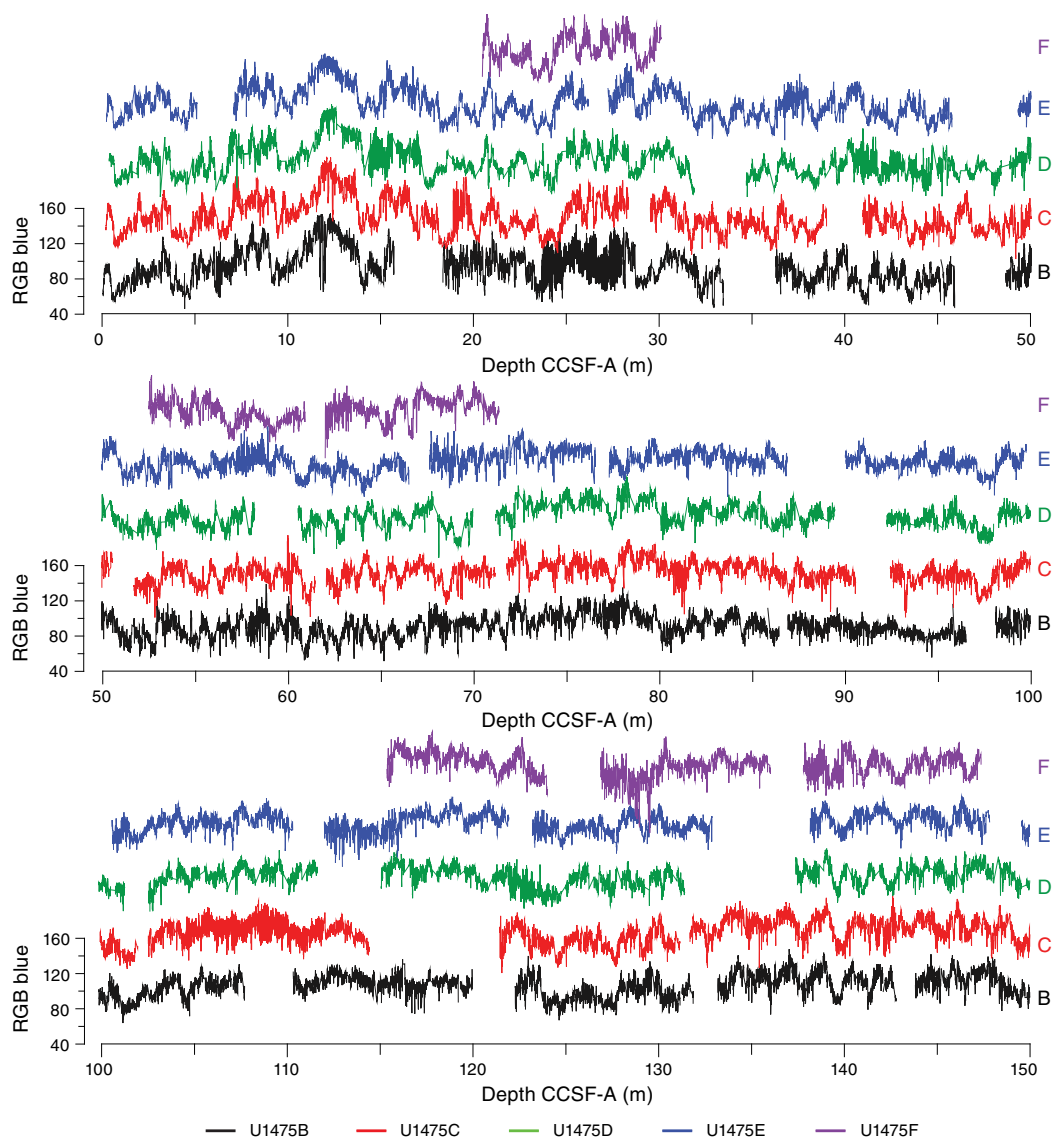 F
E
D
C
B
160
120
80
40
RGB blue
0 10 20 30 40 50
Depth CCSF-A (m)
F
E
D
C
B
160
120
80
40
RGB blue
50 60 70 80 90 100
Depth CCSF-A (m)
F
E
D
C
B
160
120
80
40
RGB blue
100 110 120 130 140 150
Depth CCSF-A (m)
U1475B U1475C U1475D U1475E U1475F